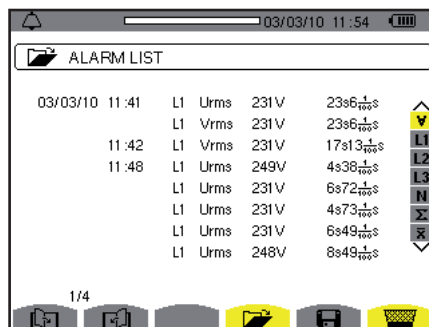 03/03/10 11:54
ALARM LIST
03/03/10 11:41 L1 Urms 231V 23s6 1/100 s
L1 Vrms 231V 23s6 1/100 s
11:42 L1 Vrms 231V 17s13 1/100 s
11:48 L1 Urms 249V 4s38 1/100 s
L1 Urms 231V 6s72 1/100 s
L1 Urms 231V 4s73 1/100 s
L1 Urms 231V 6s49 1/100 s
L1 Urms 248V 8s49 1/100 s
∀
L1
L2
L3
N
Σ
x̅
1/4